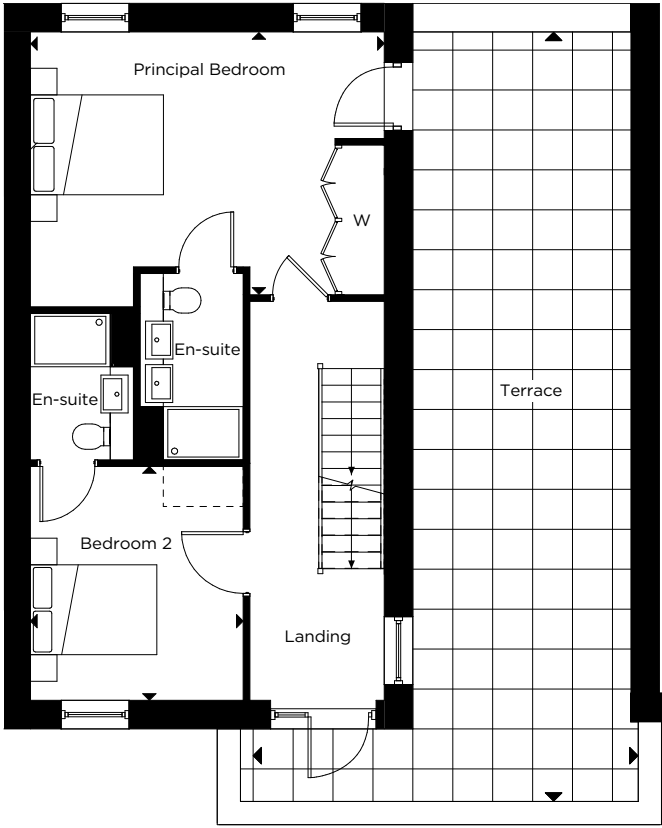 Principal Bedroom
W
En-suite
En-suite
Terrace
Bedroom 2
Landing